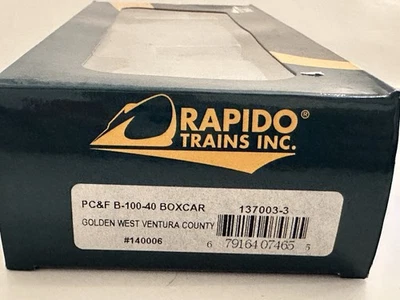 RAPIDO®
TRAINS INC.
PC&F B-100-40 BOXCAR 137003-3
GOLDEN WEST VENTURA COUNTY
#140006
6 79164 07465 5